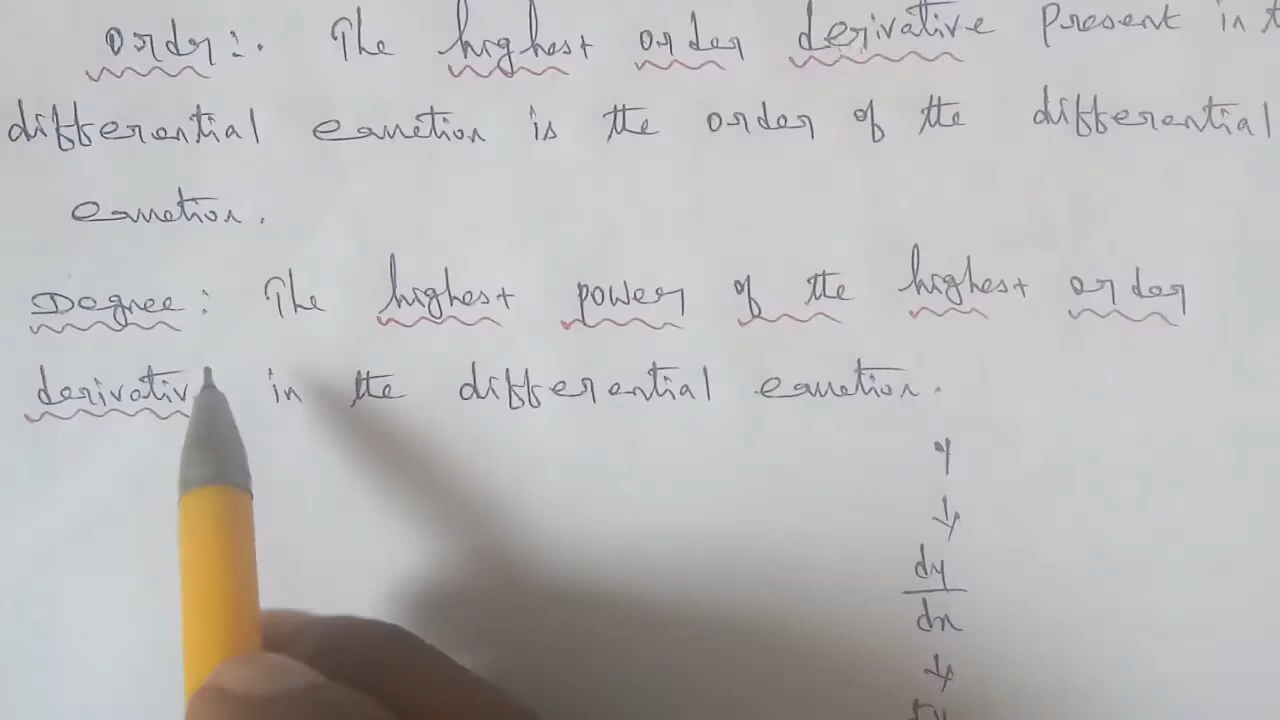 Order:. The highest order derivative present in t
differential equation is the order of the differential
equation.
Degree: The highest power of the highest order
derivativ in the differential equation.
y
↓
dy
dx
↓